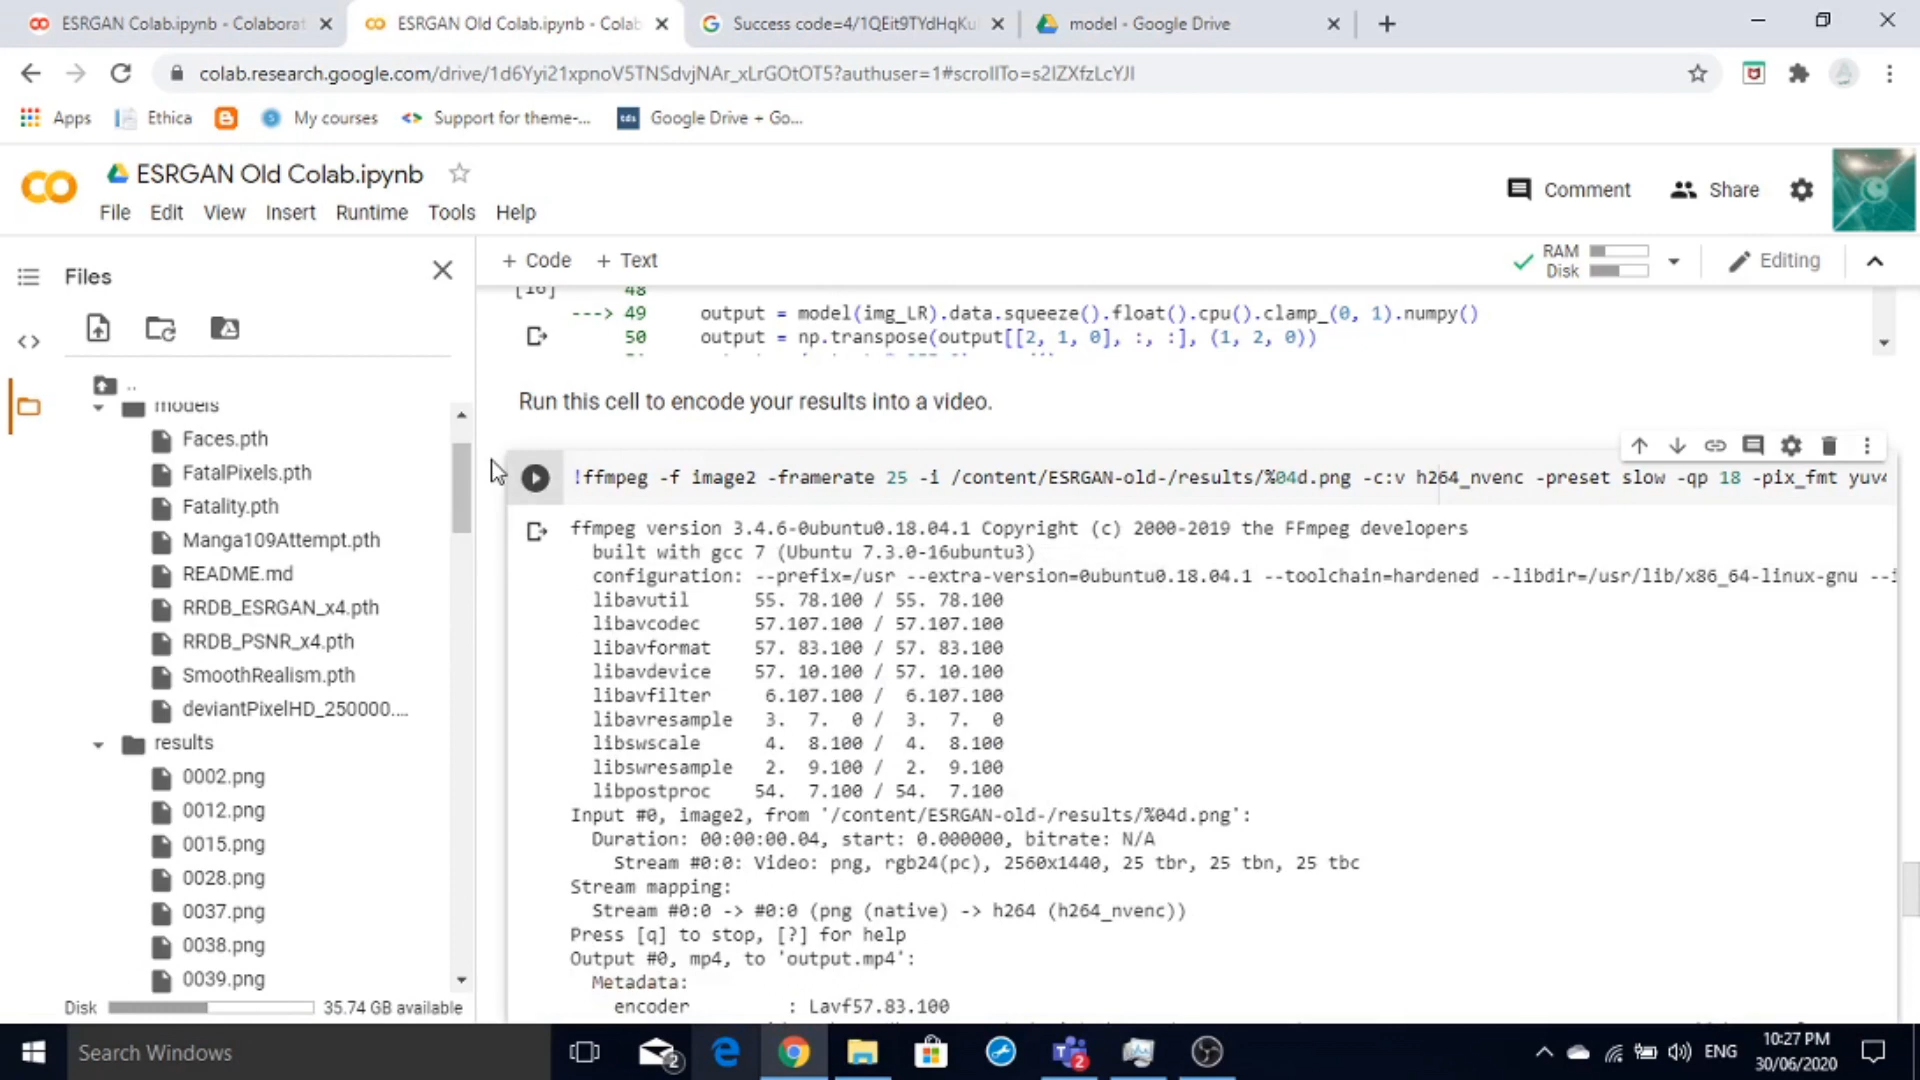 ESRGAN Colab.ipynb - Colaborat
ESRGAN Old Colab.ipynb - Colab
Success code=4/1QEit9TYdHqKu
model - Google Drive
colab.research.google.com/drive/1d6Yyi21xpnoV5TNSdvjNAr_xLrGOtOT5?authuser=1#scrollTo=s2IZXfzLcYJI
Apps
Ethica
My courses
Support for theme-...
Google Drive + Go...
ESRGAN Old Colab.ipynb
Comment
Share
File Edit View Insert Runtime Tools Help
Files
+ Code + Text
RAM
Disk
Editing
..
models
Faces.pth
FatalPixels.pth
Fatality.pth
Manga109Attempt.pth
README.md
RRDB_ESRGAN_x4.pth
RRDB_PSNR_x4.pth
SmoothRealism.pth
deviantPixelHD_250000....
results
0002.png
0012.png
0015.png
0028.png
0037.png
0038.png
0039.png
Disk 35.74 GB available
[16] 48
---> 49 output = model(img_LR).data.squeeze().float().cpu().clamp_(0, 1).numpy()
50 output = np.transpose(output[[2, 1, 0], :, :], (1, 2, 0))
Run this cell to encode your results into a video.
!ffmpeg -f image2 -framerate 25 -i /content/ESRGAN-old-/results/%04d.png -c:v h264_nvenc -preset slow -qp 18 -pix_fmt yuv4
ffmpeg version 3.4.6-0ubuntu0.18.04.1 Copyright (c) 2000-2019 the FFmpeg developers
built with gcc 7 (Ubuntu 7.3.0-16ubuntu3)
configuration: --prefix=/usr --extra-version=0ubuntu0.18.04.1 --toolchain=hardened --libdir=/usr/lib/x86_64-linux-gnu --i
libavutil 55. 78.100 / 55. 78.100
libavcodec 57.107.100 / 57.107.100
libavformat 57. 83.100 / 57. 83.100
libavdevice 57. 10.100 / 57. 10.100
libavfilter 6.107.100 / 6.107.100
libavresample 3. 7. 0 / 3. 7. 0
libswscale 4. 8.100 / 4. 8.100
libswresample 2. 9.100 / 2. 9.100
libpostproc 54. 7.100 / 54. 7.100
Input #0, image2, from '/content/ESRGAN-old-/results/%04d.png':
Duration: 00:00:00.04, start: 0.000000, bitrate: N/A
Stream #0:0: Video: png, rgb24(pc), 2560x1440, 25 tbr, 25 tbn, 25 tbc
Stream mapping:
Stream #0:0 -> #0:0 (png (native) -> h264 (h264_nvenc))
Press [q] to stop, [?] for help
Output #0, mp4, to 'output.mp4':
Metadata:
encoder : Lavf57.83.100
Search Windows
2
2
ENG
10:27 PM
30/06/2020